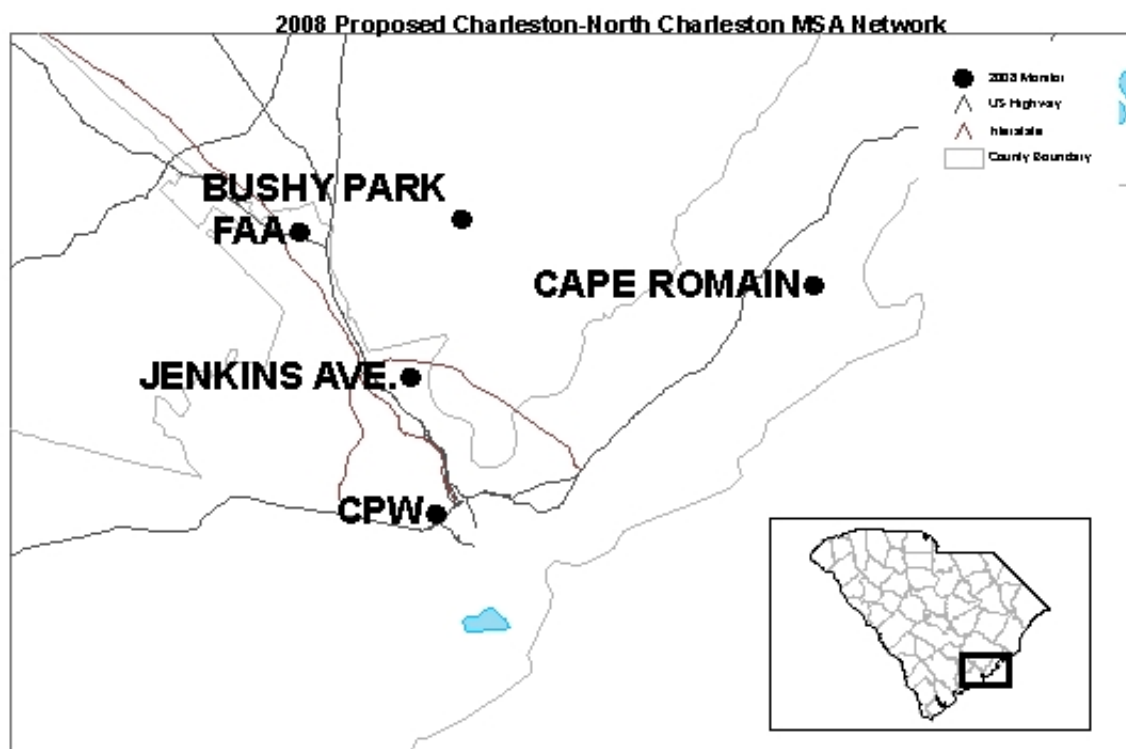 2008 Proposed Charleston-North Charleston MSA Network
2008 Monitor
US Highway
Interstate
County Boundary
BUSHY PARK
FAA
CAPE ROMAIN
JENKINS AVE.
CPW